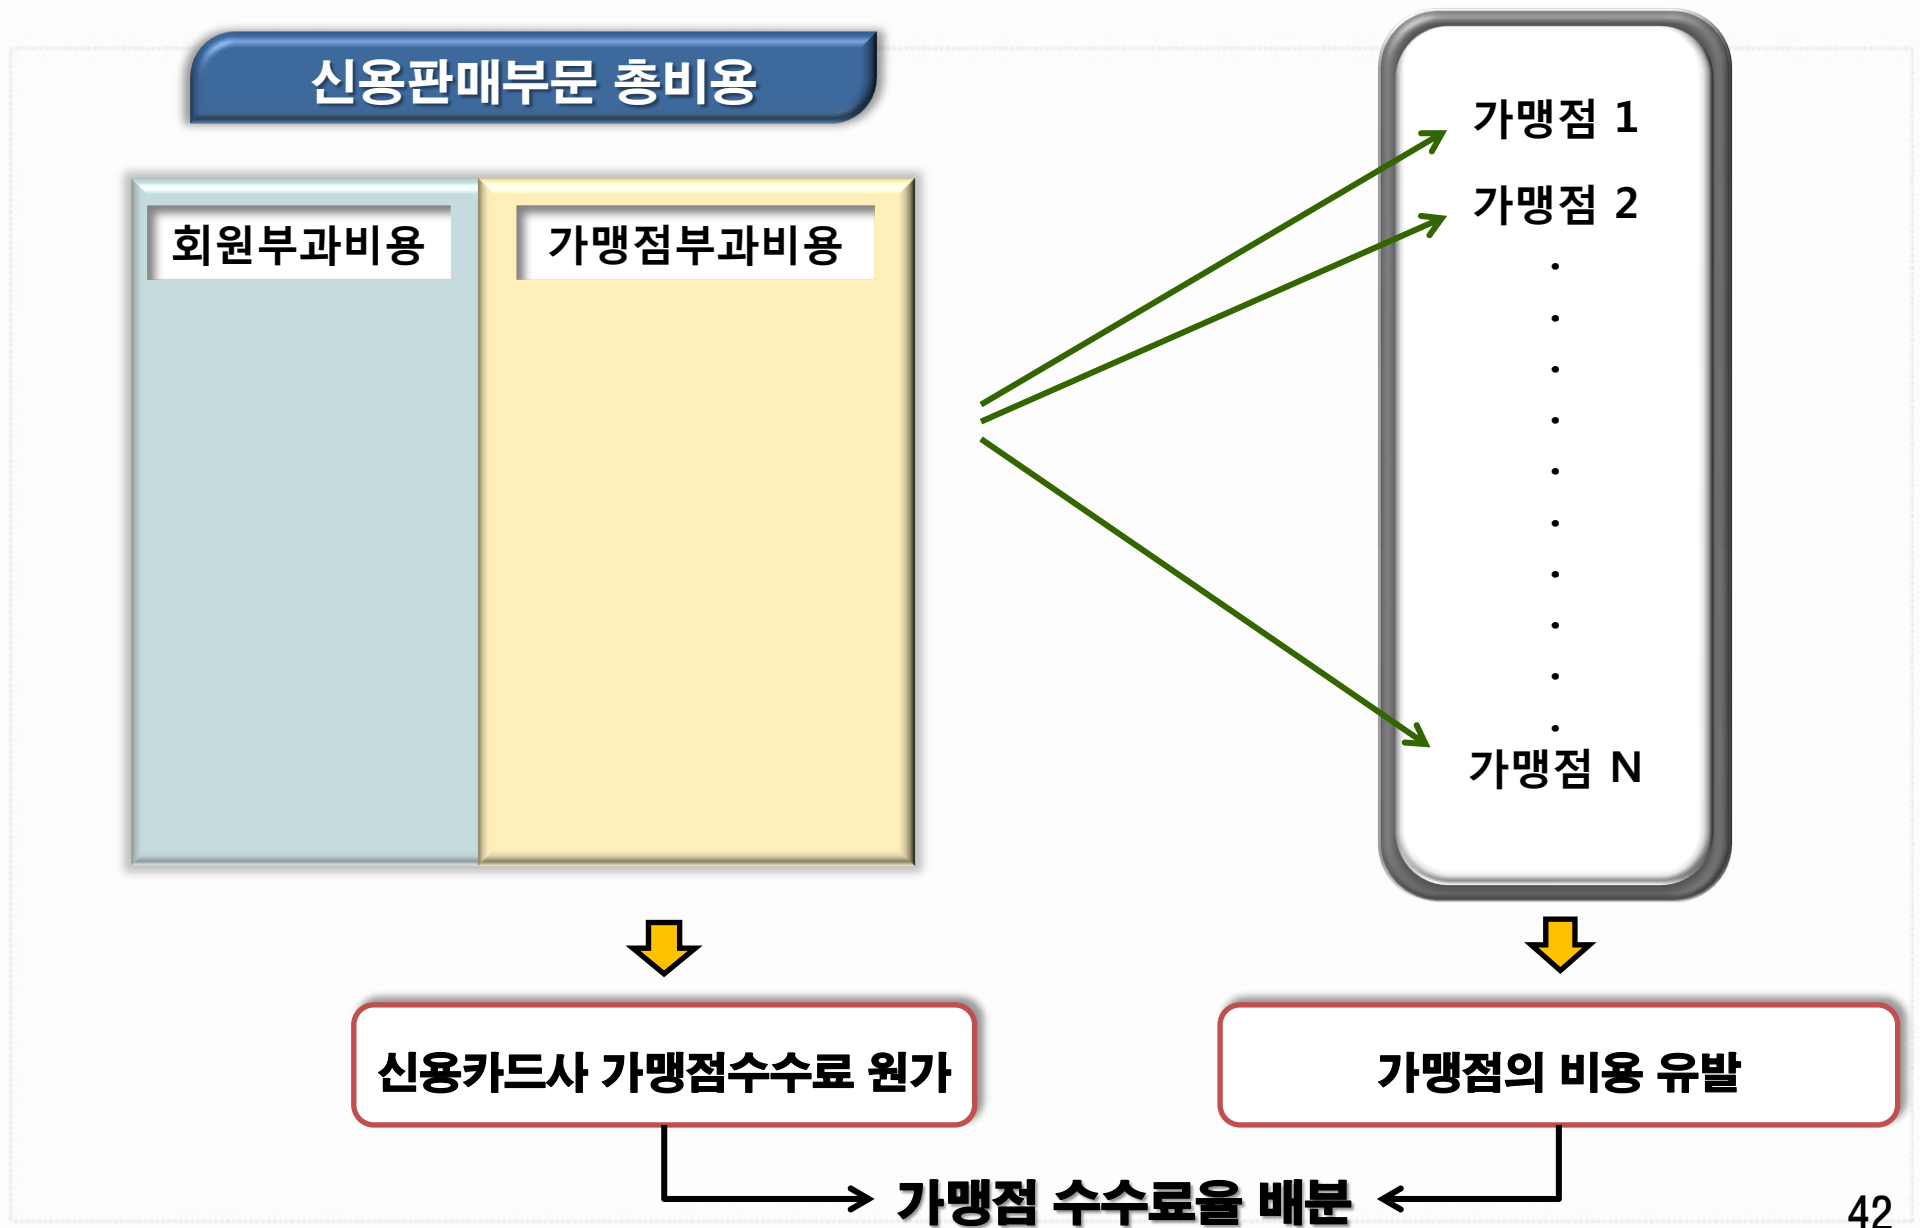 신용판매부문 총비용
회원부과비용
가맹점부과비용
가맹점 1
가맹점 2
.
.
.
.
.
.
.
.
.
.
가맹점 N
신용카드사 가맹점수수료 원가
가맹점의 비용 유발
가맹점 수수료율 배분
42